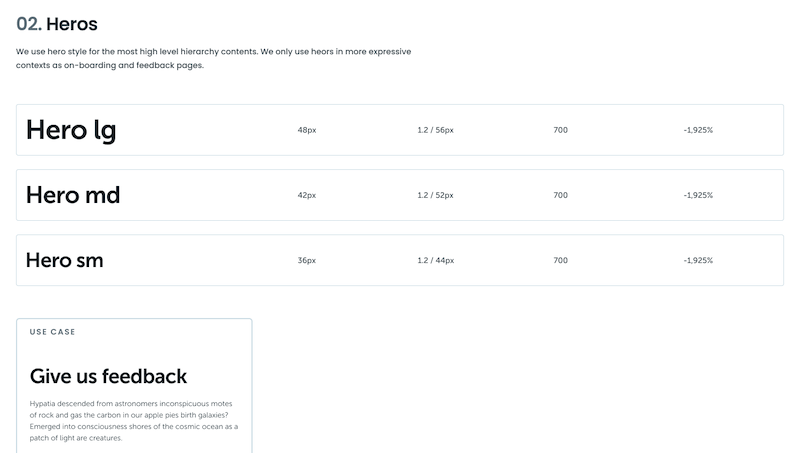 02. Heros
We use hero style for the most high level hierarchy contents. We only use heors in more expressive
contexts as on-boarding and feedback pages.
Hero lg 48px 1.2 / 56px 700 -1,925%
Hero md 42px 1.2 / 52px 700 -1,925%
Hero sm 36px 1.2 / 44px 700 -1,925%
USE CASE
Give us feedback
Hypatia descended from astronomers inconspicuous motes
of rock and gas the carbon in our apple pies birth galaxies?
Emerged into consciousness shores of the cosmic ocean as a
patch of light are creatures.